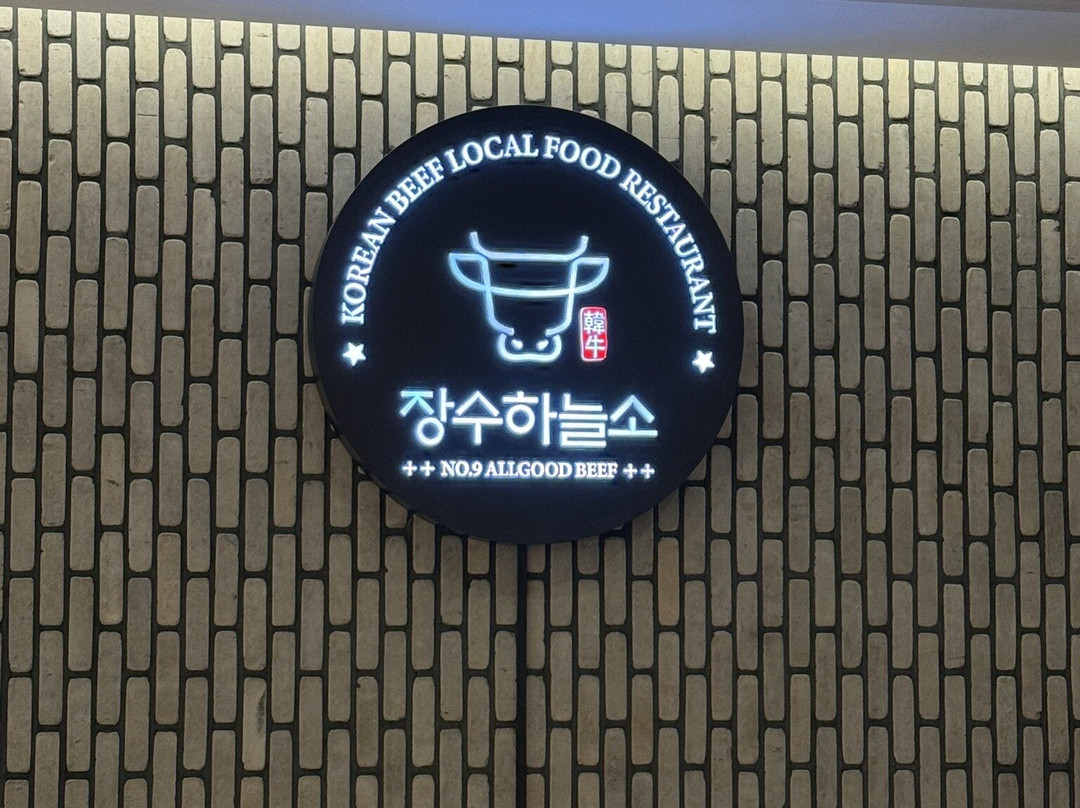 KOREAN BEEF LOCAL FOOD RESTAURANT
韓
牛
장수하늘소
++ NO.9 ALLGOOD BEEF ++